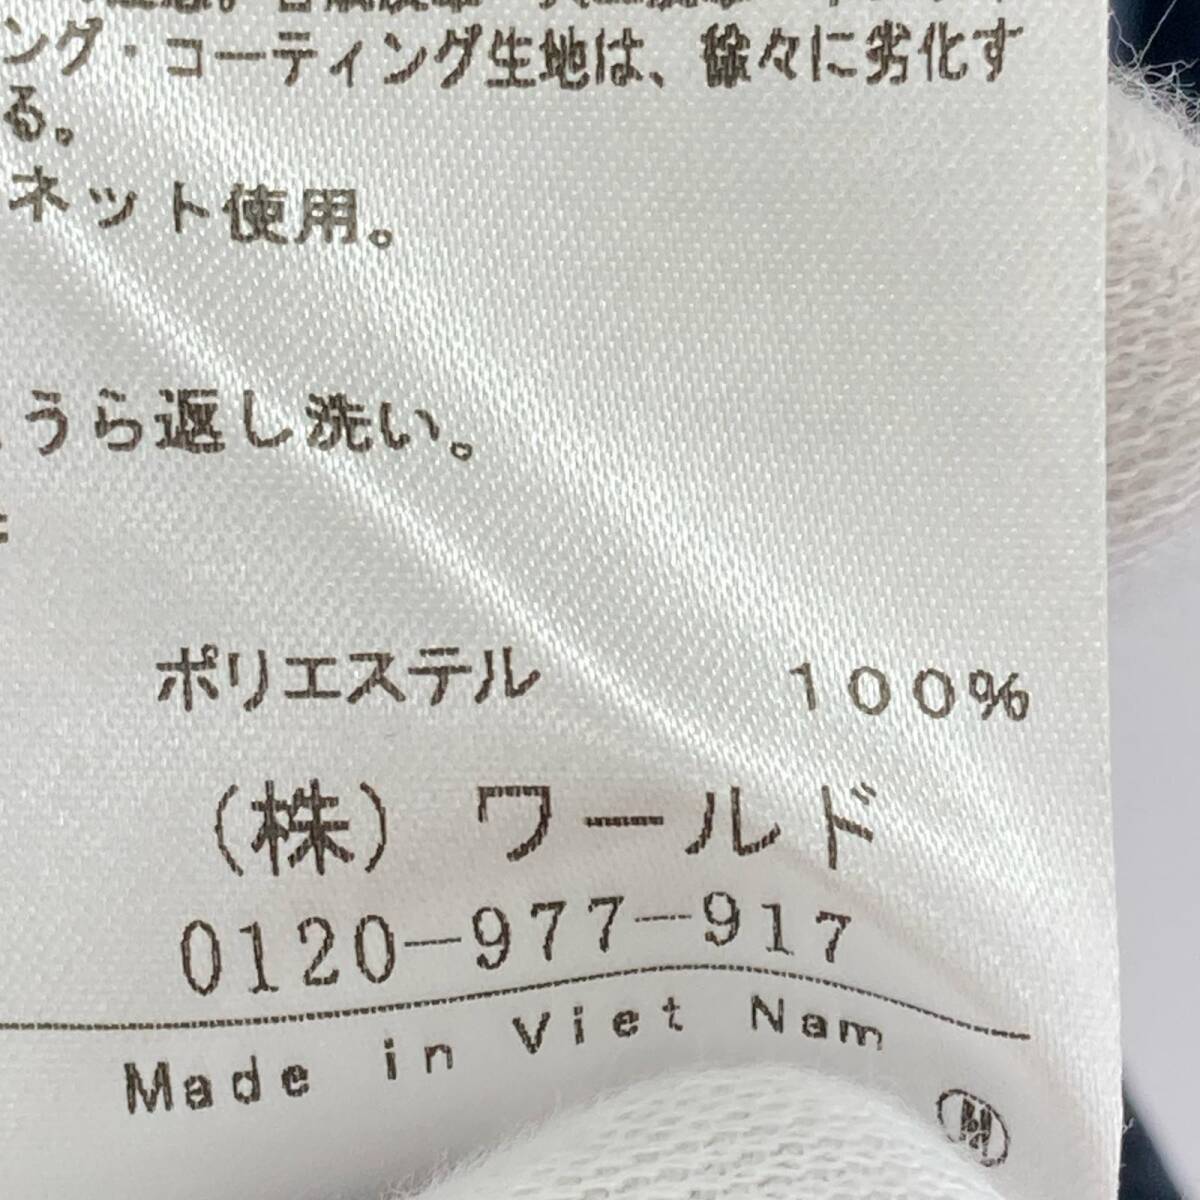 ング・コーティング生地は、徐々に劣化す
る。
ネット使用。
うら返し洗い。
ポリエステル 100%
(株) ワールド
0120-977-917
Made in Viet Nam